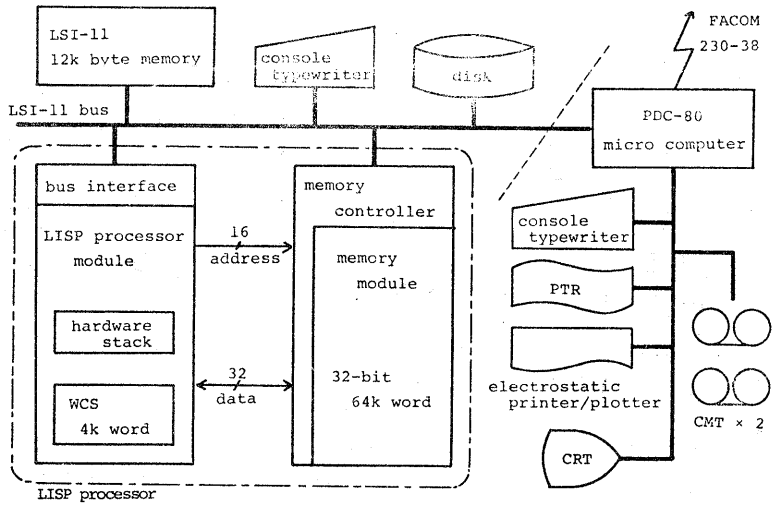 LSI-11
12k byte memory
console
typewriter
disk
FACOM
230-38
LSI-11 bus
PDC-80
micro computer
bus interface
LISP processor
module
hardware
stack
WCS
4k word
16
address
32
data
memory
controller
memory
module
32-bit
64k word
console
typewriter
PTR
electrostatic
printer/plotter
CRT
CMT × 2
LISP processor